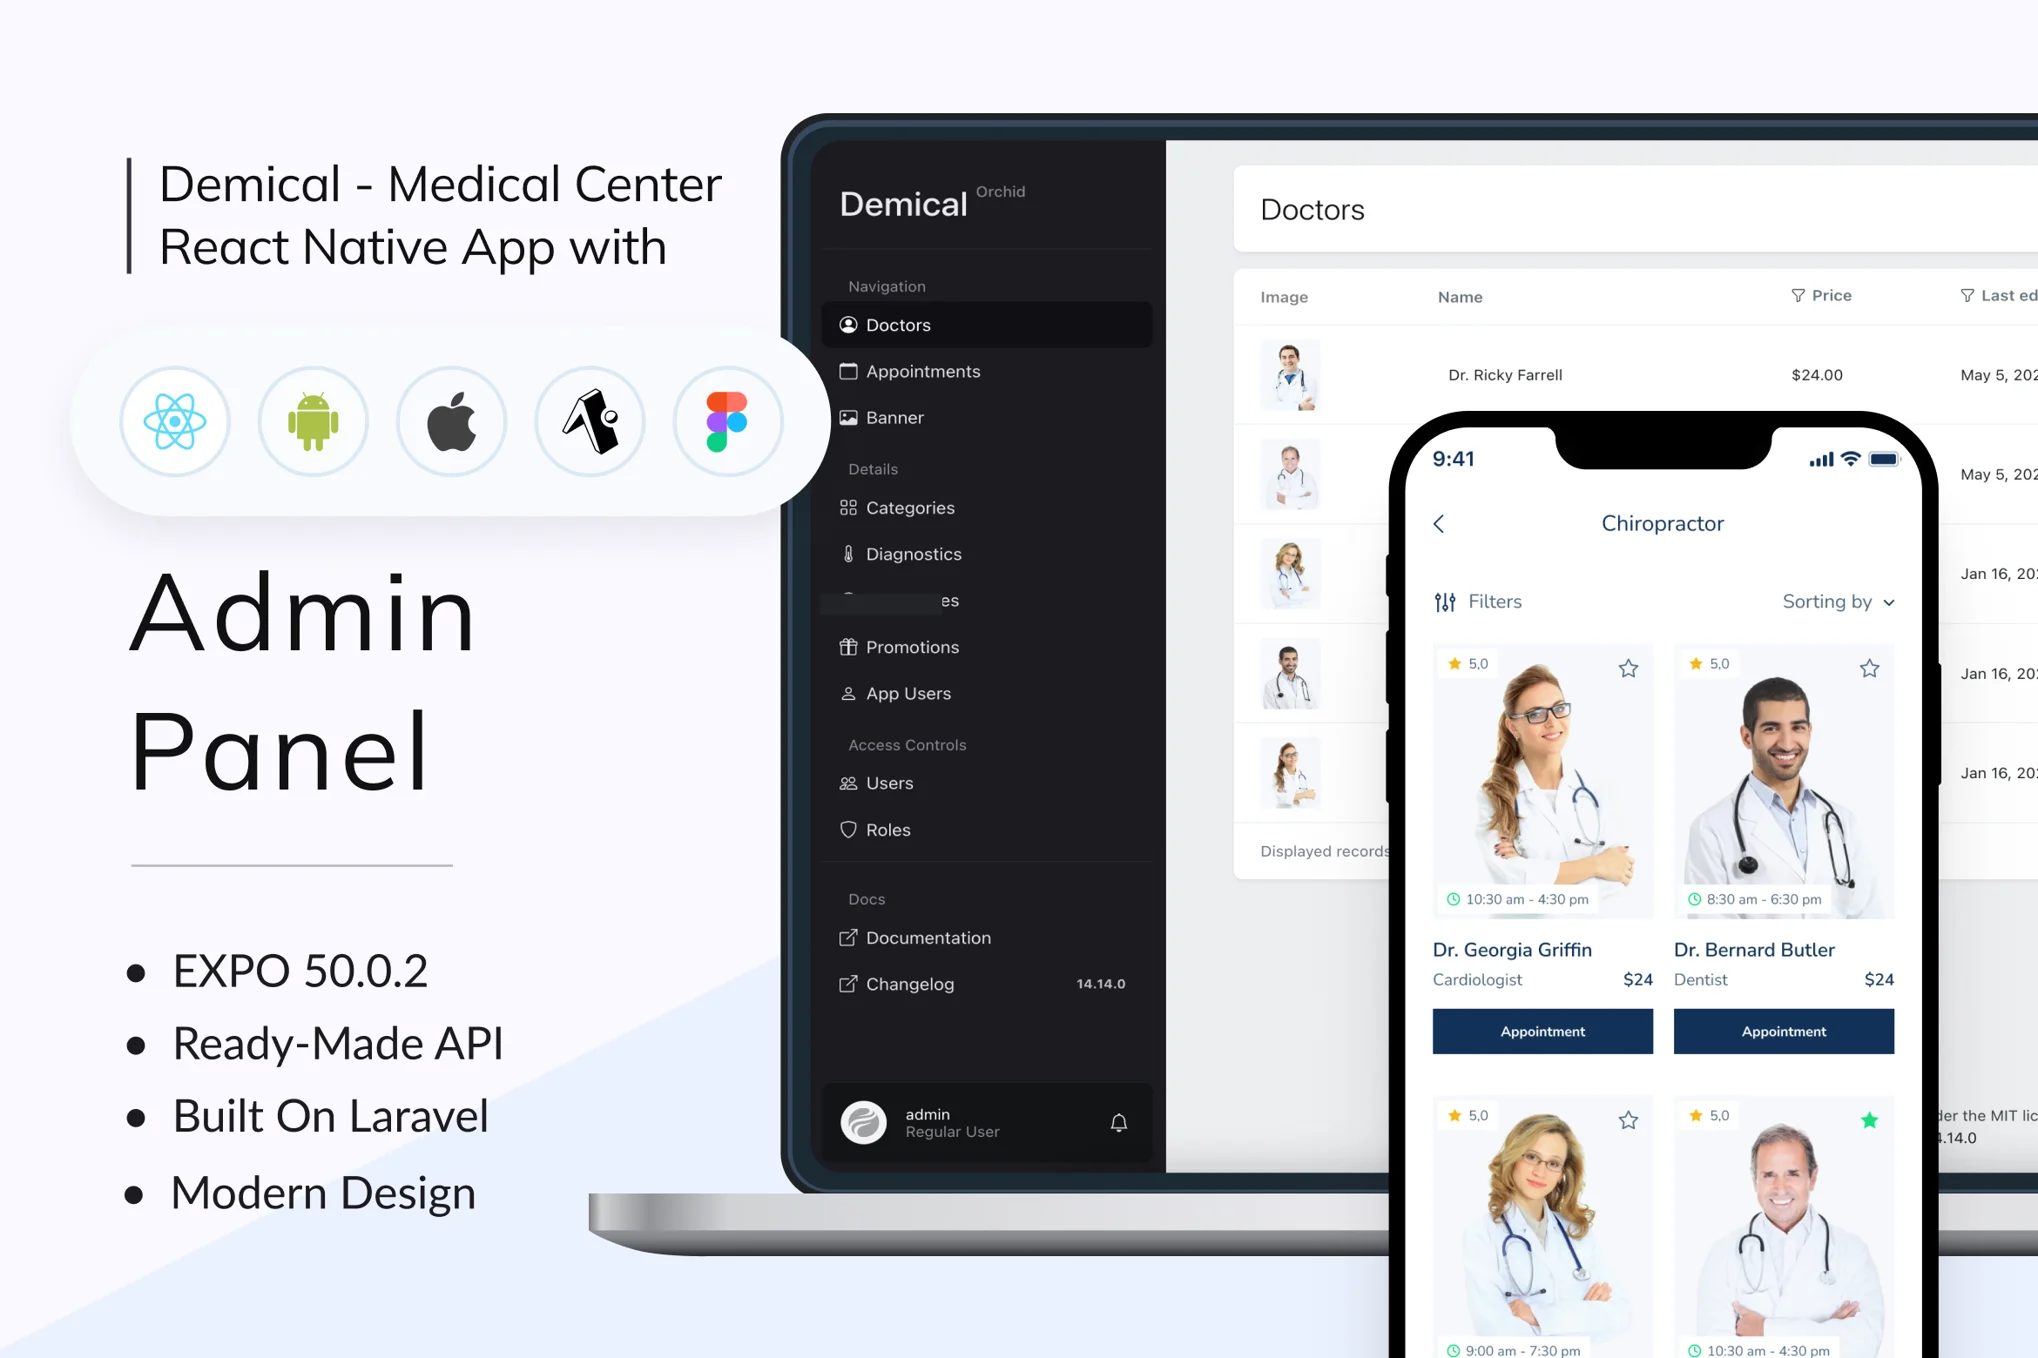 Demical - Medical Center
React Native App with
Admin
Panel
EXPO 50.0.2
Ready-Made API
Built On Laravel
Modern Design
Demical Orchid
Navigation
Doctors
Appointments
Banner
Details
Categories
Diagnostics
es
Promotions
App Users
Access Controls
Users
Roles
Docs
Documentation
Changelog 14.14.0
admin
Regular User
Doctors
Image Name Price Last ed
Dr. Ricky Farrell $24.00 May 5, 202
May 5, 202
Jan 16, 202
Jan 16, 202
Jan 16, 202
Displayed records
der the MIT lic
4.14.0
9:41
Chiropractor
Filters Sorting by
5,0 5,0
10:30 am - 4:30 pm 8:30 am - 6:30 pm
Dr. Georgia Griffin Dr. Bernard Butler
Cardiologist $24 Dentist $24
Appointment Appointment
5,0 5,0
9:00 am - 7:30 pm 10:30 am - 4:30 pm